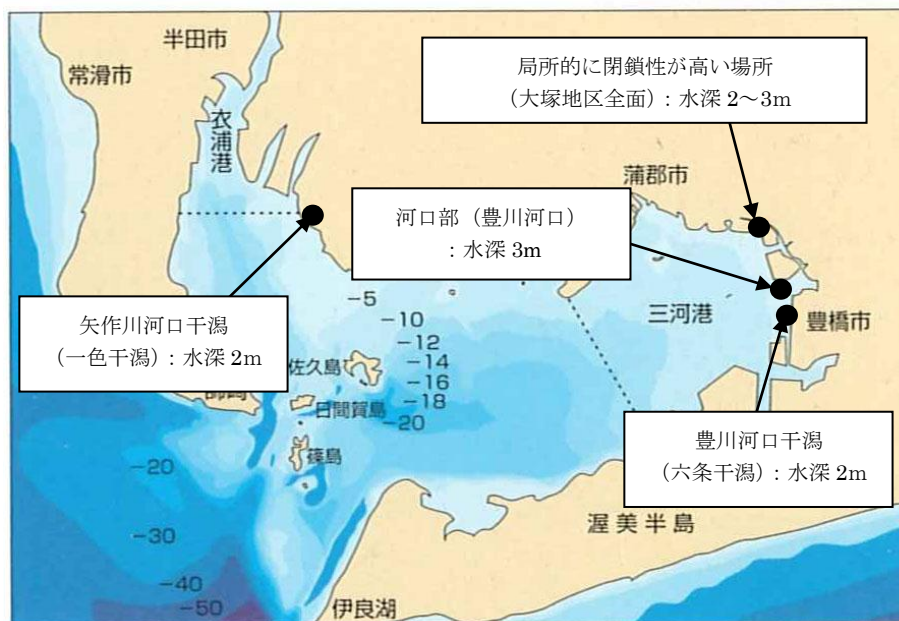 半田市
常滑市
衣浦港
局所的に閉鎖性が高い場所
（大塚地区全面）：水深 2～3m
蒲郡市
河口部（豊川河口）
：水深 3m
矢作川河口干潟
（一色干潟）：水深 2m
三河港
豊橋市
豊川河口干潟
（六条干潟）：水深 2m
-5
-10
-12
-14
-16
-18
-20
佐久島
日間賀島
篠島
-20
-30
-40
-50
渥美半島
伊良湖